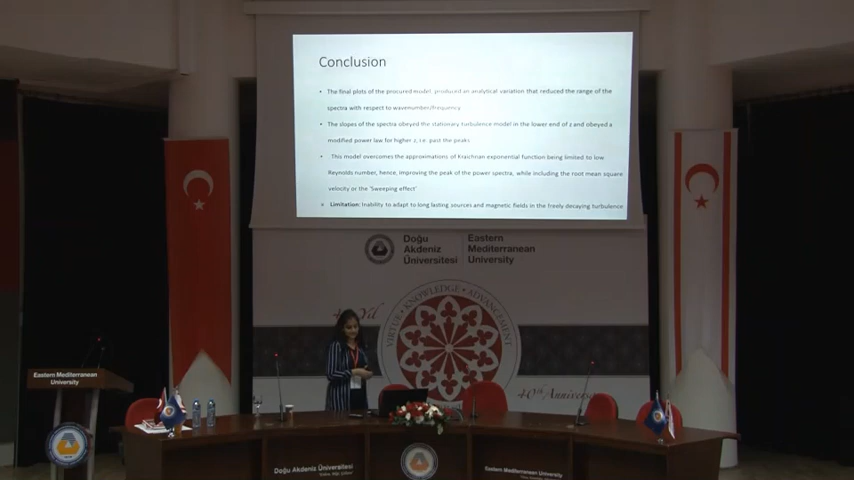 Conclusion
• The final plots of the procured model, produced an analytical variation that reduced the range of the
spectra with respect to wavenumber/frequency
• The slopes of the spectra obeyed the stationary turbulence model in the lower end of z and obeyed a
modified power law for higher z, i.e. past the peaks
• This model overcomes the approximations of Kraichnan exponential function being limited to low
Reynolds number, hence, improving the peak of the power spectra, while including the root mean square
velocity or the 'Sweeping effect'
• Limitation: Inability to adapt to long lasting sources and magnetic fields in the freely decaying turbulence
Doğu
Akdeniz
Üniversitesi
Eastern
Mediterranean
University
Yıl
VIRTUE • KNOWLEDGE • ADVANCEMENT
40th Annivers
Eastern Mediterranean
University
Doğu Akdeniz Üniversitesi
Eastern Mediterranean University